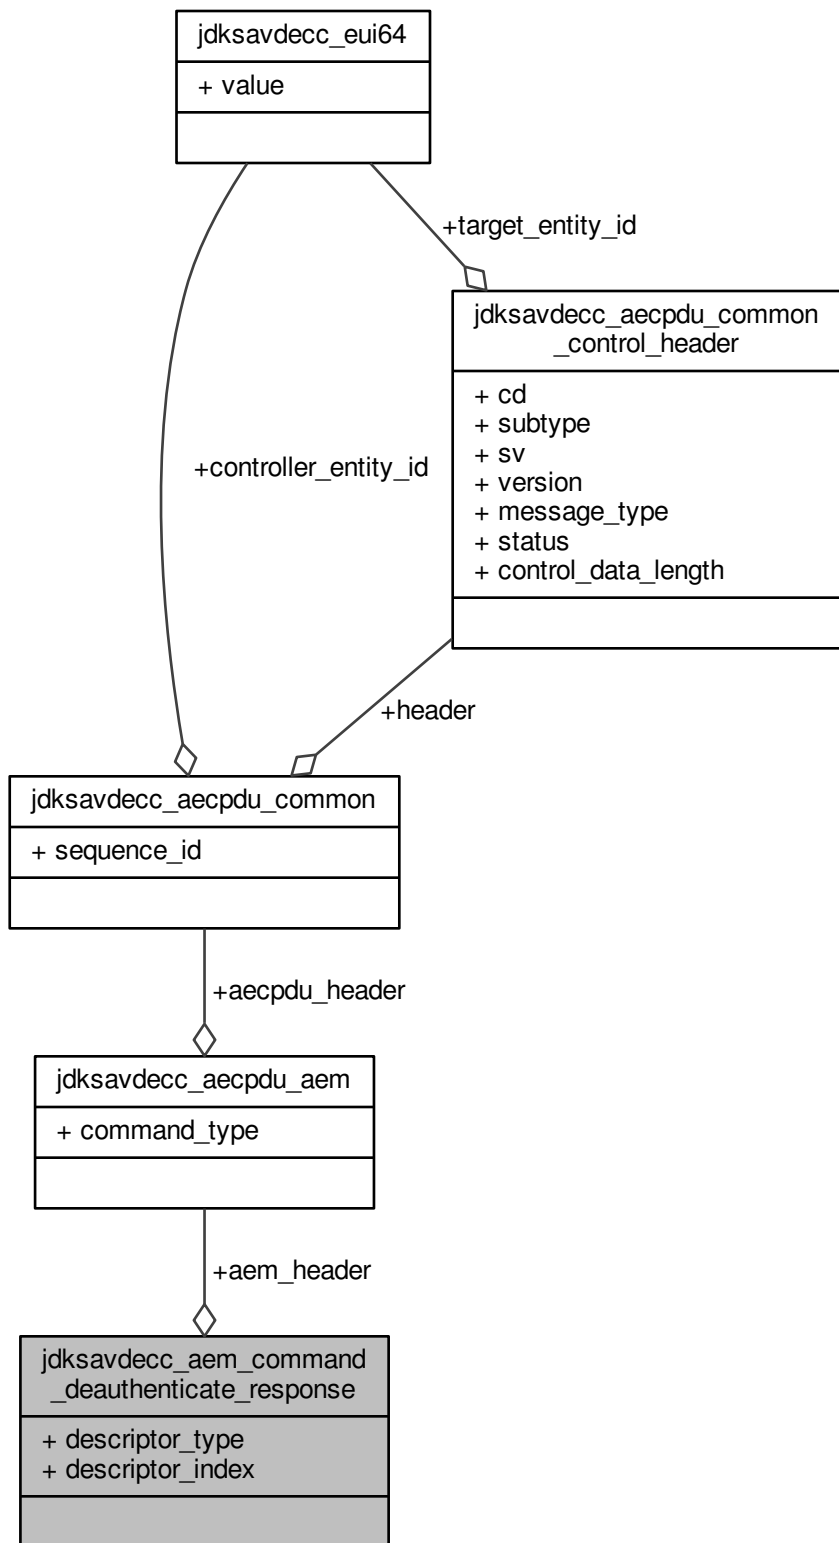 jdksavdecc_eui64
+ value
+target_entity_id
jdksavdecc_aecpdu_common
_control_header
+ cd
+ subtype
+ sv
+ version
+ message_type
+ status
+ control_data_length
+controller_entity_id
+header
jdksavdecc_aecpdu_common
+ sequence_id
+aecpdu_header
jdksavdecc_aecpdu_aem
+ command_type
+aem_header
jdksavdecc_aem_command
_deauthenticate_response
+ descriptor_type
+ descriptor_index